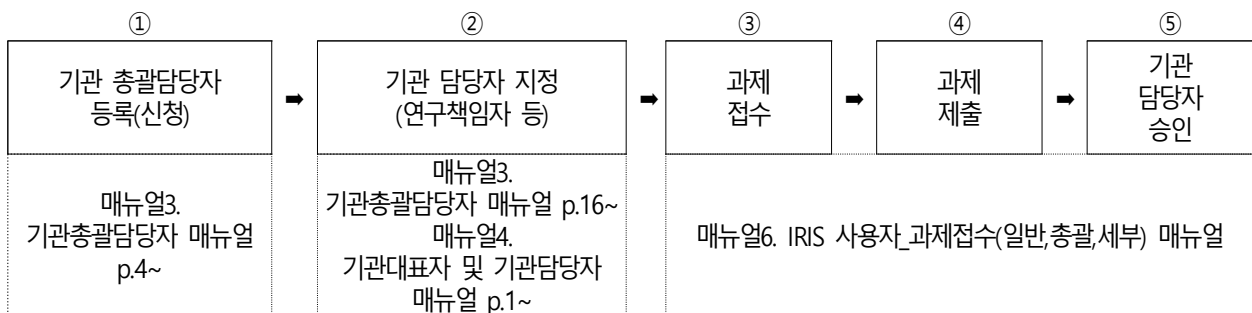 ①
기관 총괄담당자
등록(신청)
➡
②
기관 담당자 지정
(연구책임자 등)
➡
③
과제
접수
➡
④
과제
제출
➡
⑤
기관
담당자
승인
매뉴얼3.
기관총괄담당자 매뉴얼
p.4~
매뉴얼3.
기관총괄담당자 매뉴얼 p.16~
매뉴얼4.
기관대표자 및 기관담당자
매뉴얼 p.1~
매뉴얼6. IRIS 사용자_과제접수(일반,총괄,세부) 매뉴얼